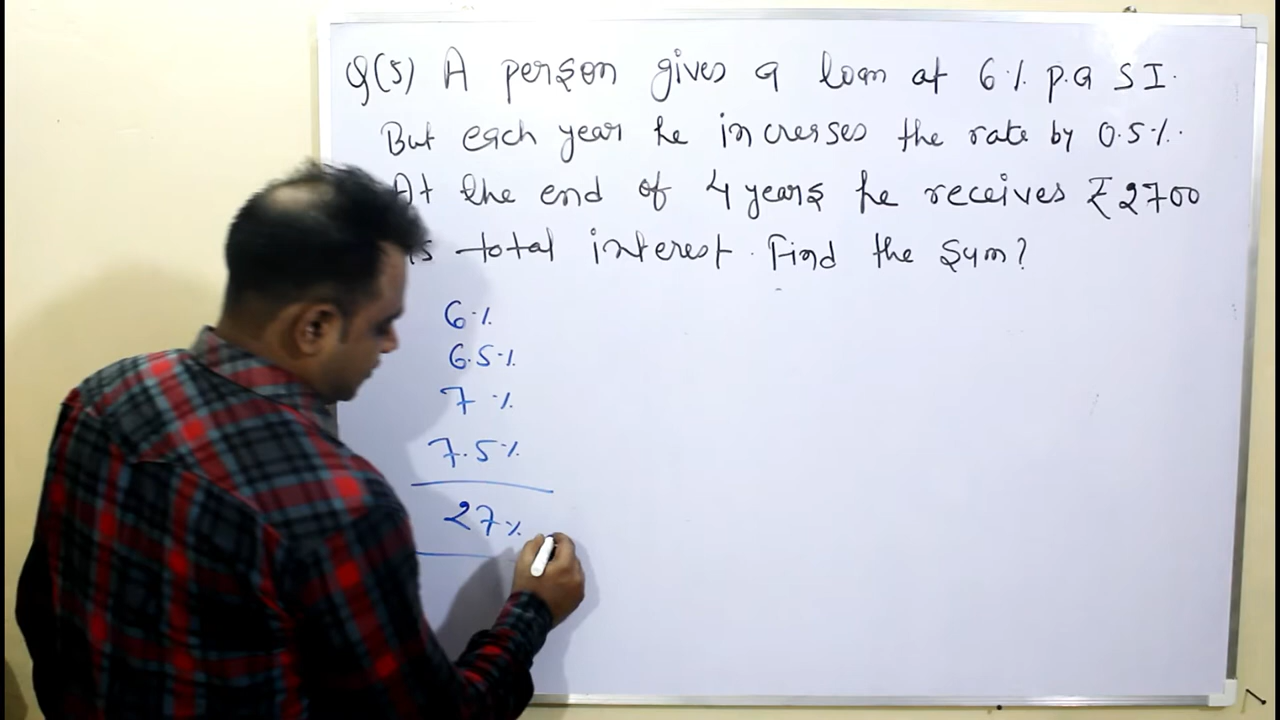 Q(5) A person gives a loan at 6% p.a SI.
But each year he increases the rate by 0.5%.
At the end of 4 years he receives ₹2700
total interest. Find the sum?
6%
6.5%
7%
7.5%
27%